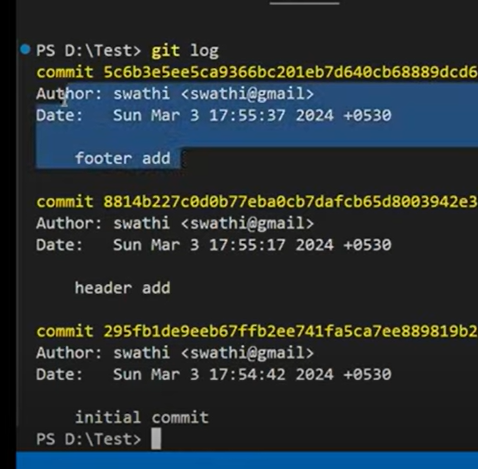 PS D:\Test> git log
commit 5c6b3e5ee5ca9366bc201eb7d640cb68889dcd6
Author: swathi <swathi@gmail>
Date:   Sun Mar 3 17:55:37 2024 +0530
footer add
commit 8814b227c0d0b77eba0cb7dafcb65d8003942e3
Author: swathi <swathi@gmail>
Date:   Sun Mar 3 17:55:17 2024 +0530
header add
commit 295fb1de9eeb67ffb2ee741fa5ca7ee889819b2
Author: swathi <swathi@gmail>
Date:   Sun Mar 3 17:54:42 2024 +0530
initial commit
PS D:\Test>